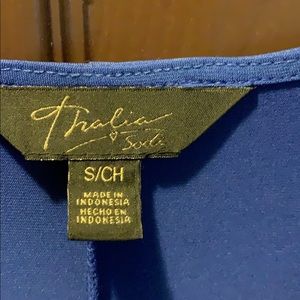 Thalia
Sodi
S/CH
MADE IN
INDONESIA
HECHO EN
INDONESIA